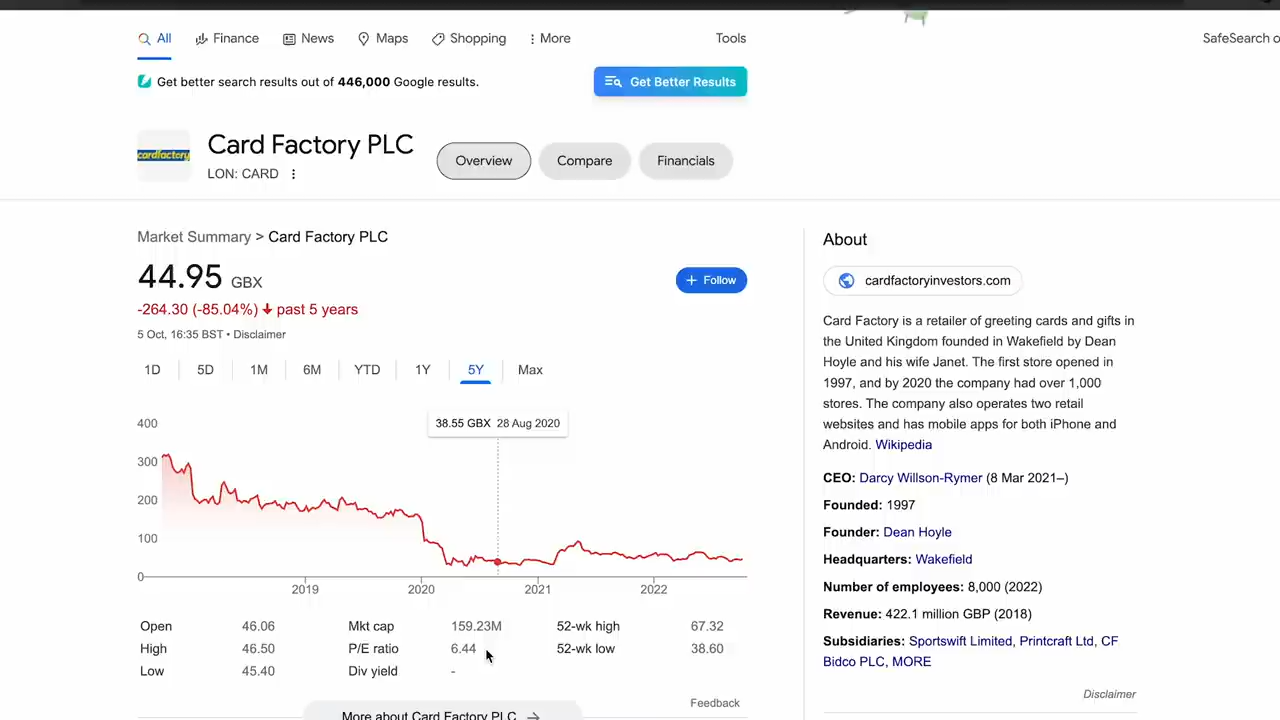 All Finance News Maps Shopping More Tools SafeSearch
Get better search results out of 446,000 Google results. Get Better Results
cardfactory
Card Factory PLC
LON: CARD
Overview Compare Financials
Market Summary > Card Factory PLC
44.95 GBX
+ Follow
-264.30 (-85.04%) past 5 years
5 Oct, 16:35 BST • Disclaimer
1D 5D 1M 6M YTD 1Y 5Y Max
38.55 GBX 28 Aug 2020
400
300
200
100
0
2019 2020 2021 2022
Open 46.06 Mkt cap 159.23M 52-wk high 67.32
High 46.50 P/E ratio 6.44 52-wk low 38.60
Low 45.40 Div yield -
Feedback
More about Card Factory PLC →
About
cardfactoryinvestors.com
Card Factory is a retailer of greeting cards and gifts in
the United Kingdom founded in Wakefield by Dean
Hoyle and his wife Janet. The first store opened in
1997, and by 2020 the company had over 1,000
stores. The company also operates two retail
websites and has mobile apps for both iPhone and
Android. Wikipedia
CEO: Darcy Willson-Rymer (8 Mar 2021–)
Founded: 1997
Founder: Dean Hoyle
Headquarters: Wakefield
Number of employees: 8,000 (2022)
Revenue: 422.1 million GBP (2018)
Subsidiaries: Sportswift Limited, Printcraft Ltd, CF
Bidco PLC, MORE
Disclaimer